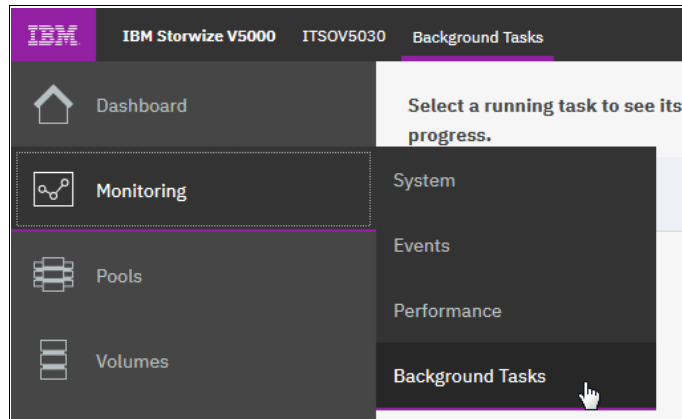 IBM IBM Storwize V5000 ITSOV5030 Background Tasks
Dashboard
Select a running task to see its
progress.
Monitoring
System
Events
Pools
Performance
Volumes
Background Tasks